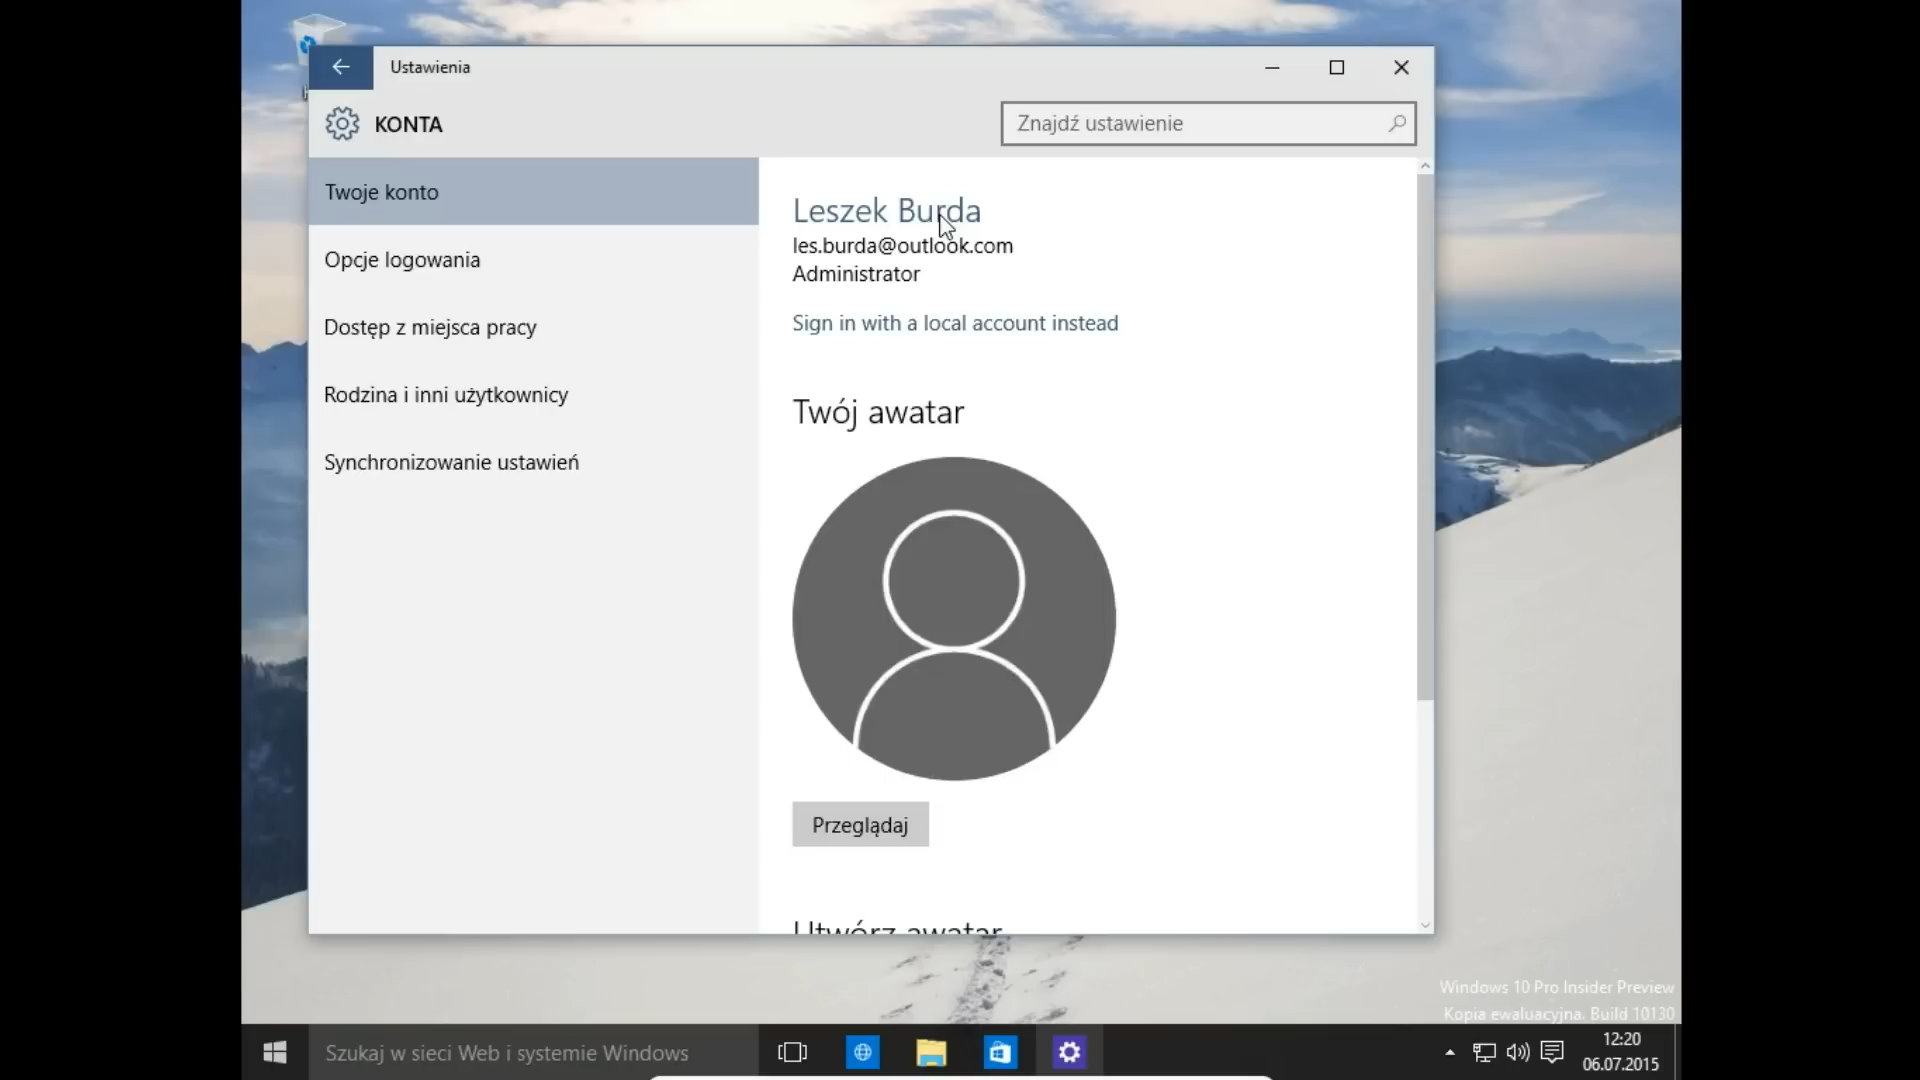 Ustawienia
KONTA
Znajdź ustawienie
Twoje konto
Opcje logowania
Dostęp z miejsca pracy
Rodzina i inni użytkownicy
Synchronizowanie ustawień
Leszek Burda
les.burda@outlook.com
Administrator
Sign in with a local account instead
Twój awatar
Przeglądaj
Utwórz awatar
Windows 10 Pro Insider Preview
Kopia ewaluacyjna. Build 10130
Szukaj w sieci Web i systemie Windows
12:20
06.07.2015